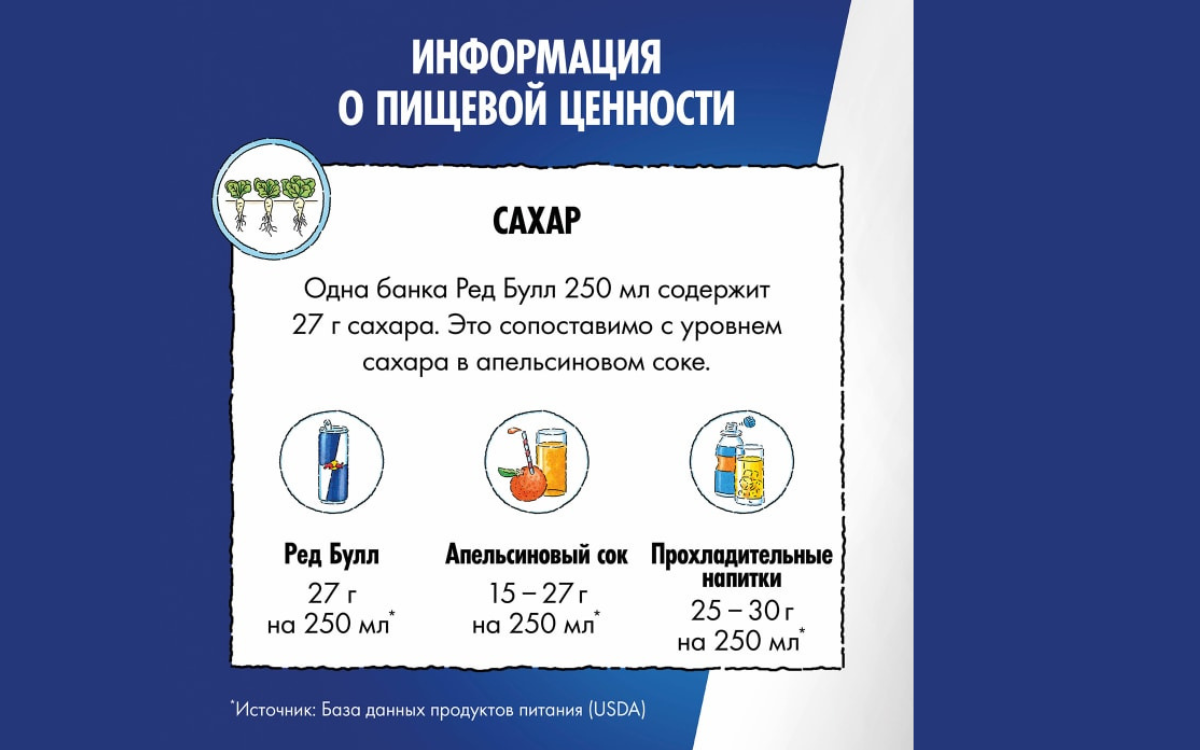 ИНФОРМАЦИЯ
О ПИЩЕВОЙ ЦЕННОСТИ
САХАР
Одна банка Ред Булл 250 мл содержит
27 г сахара. Это сопоставимо с уровнем
сахара в апельсиновом соке.
Ред Булл
27 г
на 250 мл*
Апельсиновый сок
15 – 27 г
на 250 мл*
Прохладительные
напитки
25 – 30 г
на 250 мл*
*Источник: База данных продуктов питания (USDA)